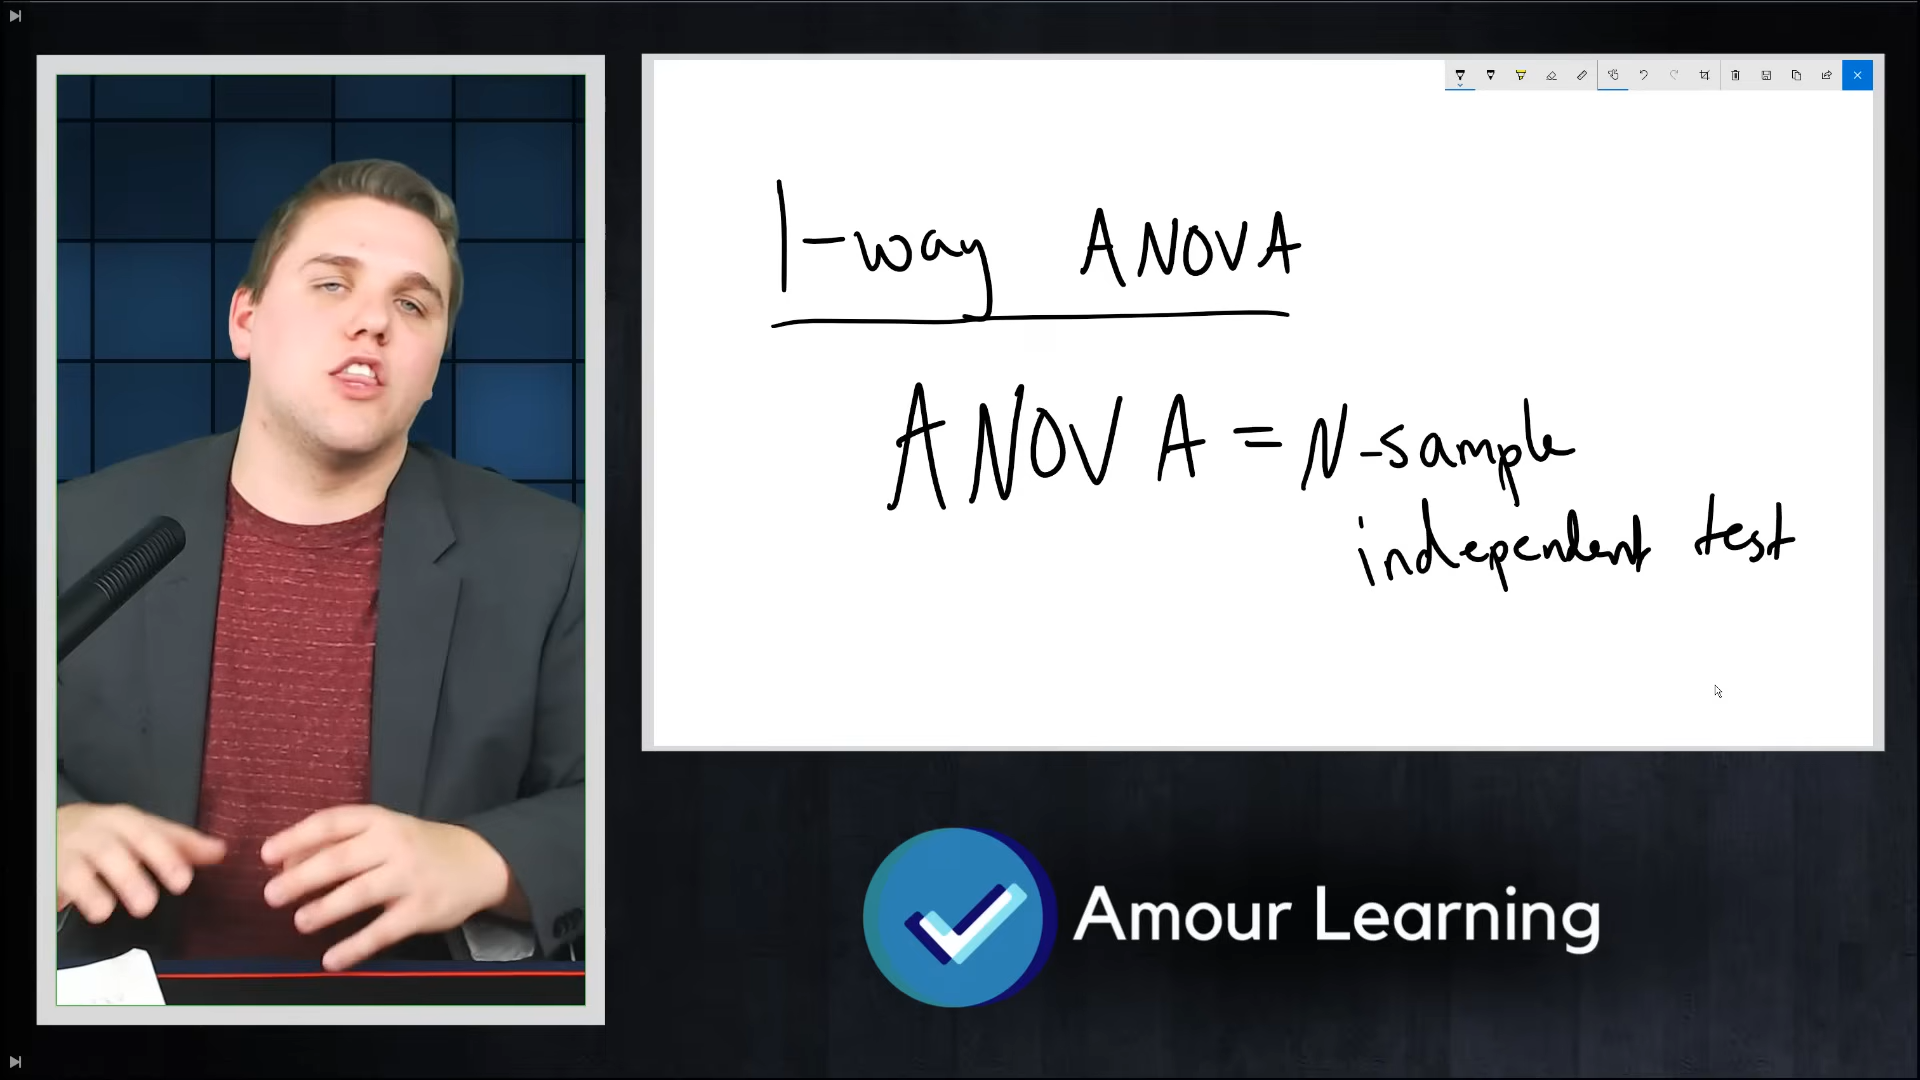 1-way ANOVA
ANOVA = N-sample
independent test
Amour Learning